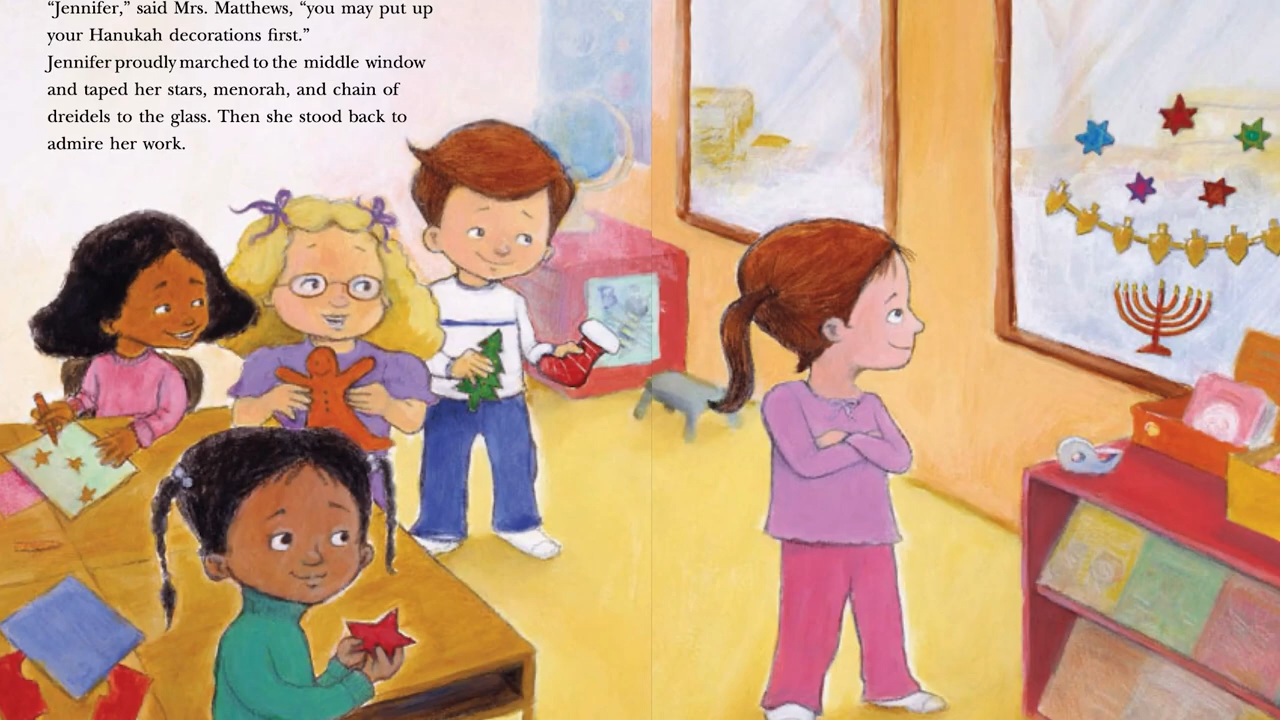 “Jennifer,” said Mrs. Matthews, “you may put up
your Hanukah decorations first.”
Jennifer proudly marched to the middle window
and taped her stars, menorah, and chain of
dreidels to the glass. Then she stood back to
admire her work.